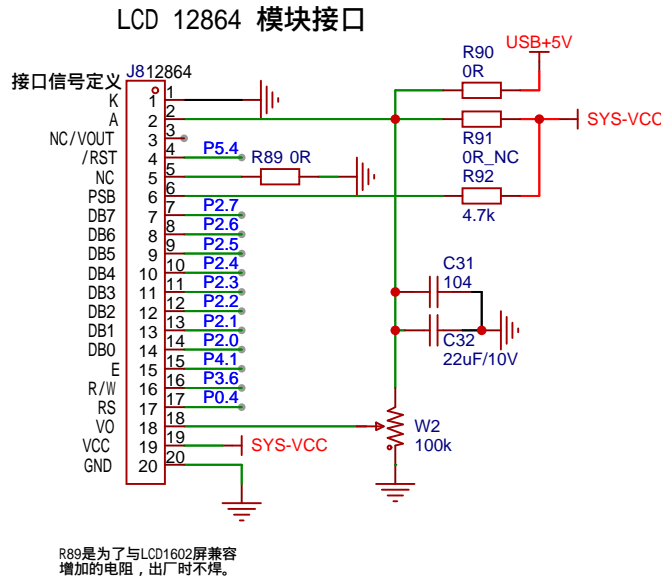 LCD 12864 模块接口
USB+5V
R90
0R
J8 12864
接口信号定义
K 1 1
A 2 2
SYS-VCC
R91
0R_NC
NC/VOUT 3 3
/RST 4 4 P5.4
R89 0R
NC 5 5
R92
4.7k
PSB 6 6
DB7 7 7 P2.7
DB6 8 8 P2.6
DB5 9 9 P2.5
DB4 10 10 P2.4
C31
104
DB3 11 11 P2.3
DB2 12 12 P2.2
DB1 13 13 P2.1
C32
22uF/10V
DB0 14 14 P2.0
E 15 15 P4.1
R/W 16 16 P3.6
RS 17 17 P0.4
VO 18 18
W2
100k
VCC 19 19 SYS-VCC
GND 20 20
R89是为了与LCD1602屏兼容
增加的电阻，出厂时不焊。